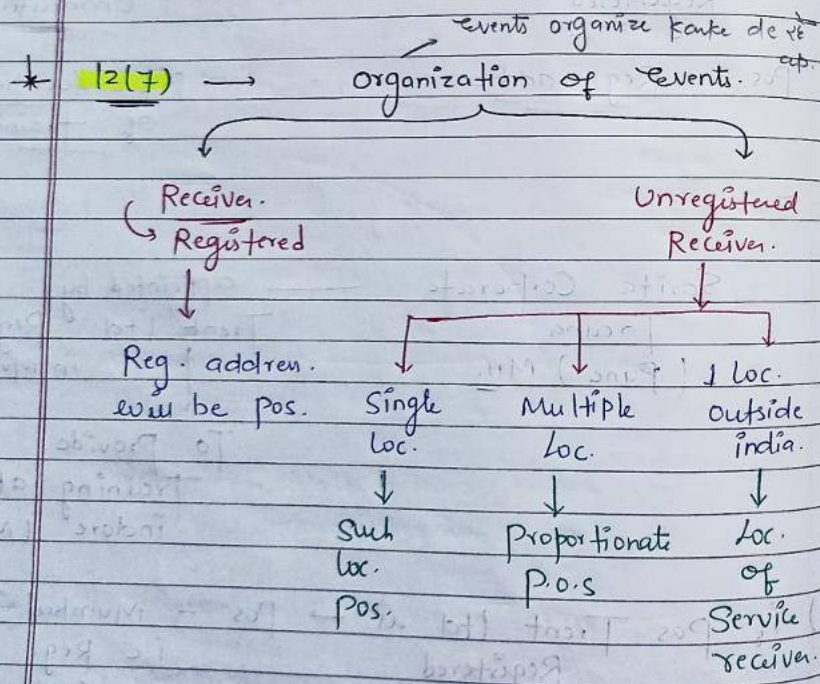 events organize karke de rhe
ap.
* 12(7) → Organization of Events.
Receiver.
Registered
Unregistered
Receiver.
Reg. address.
will be pos.
Single
Loc.
Multiple
Loc.
1 Loc.
outside
india.
Such
loc.
pos.
Proportionate
P.o.s
Loc.
of
Service
receiver.